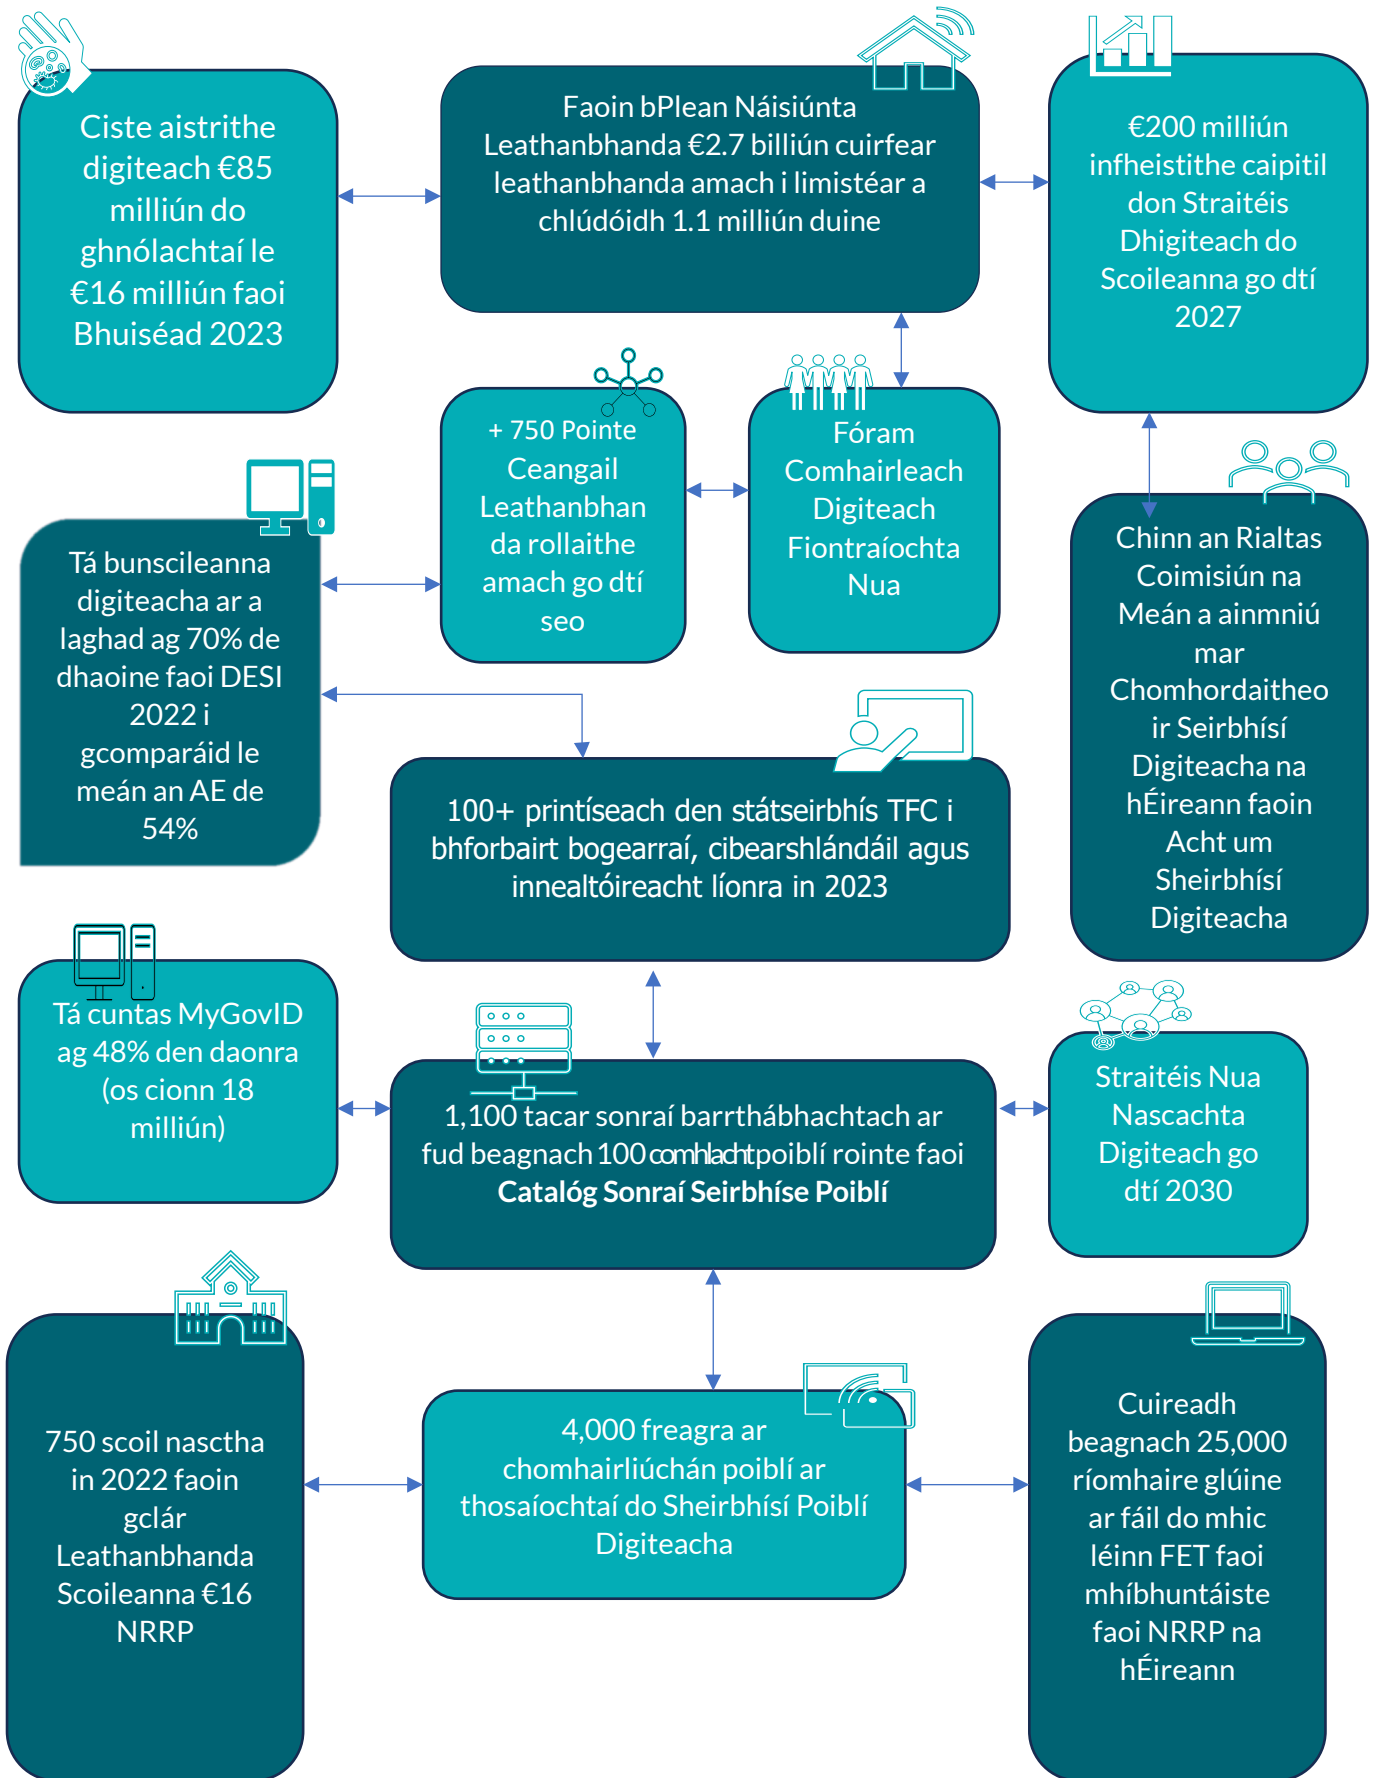 Ciste aistrithe
digiteach €85
milliún do
ghnólachtaí le
€16 milliún faoi
Bhuiséad 2023
Faoin bPlean Náisiúnta
Leathanbhanda €2.7 billiún cuirfear
leathanbhanda amach i limistéar a
chlúdóidh 1.1 milliún duine
€200 milliún
infheistithe caipitil
don Straitéis
Dhigiteach do
Scoileanna go dtí
2027
+ 750 Pointe
Ceangail
Leathanbhan
da rollaithe
amach go dtí
seo
Fóram
Comhairleach
Digiteach
Fiontraíochta
Nua
Chinn an Rialtas
Coimisiún na
Meán a ainmniú
mar
Chomhordaitheo
ir Seirbhísí
Digiteacha na
hÉireann faoin
Acht um
Sheirbhísí
Digiteacha
Tá bunscileanna
digiteacha ar a
laghad ag 70% de
dhaoine faoi DESI
2022 i
gcomparáid le
meán an AE de
54%
100+ printíseach den státseirbhís TFC i
bhforbairt bogearraí, cibearshlándáil agus
innealtóireacht líonra in 2023
Tá cuntas MyGovID
ag 48% den daonra
(os cionn 18
milliún)
1,100 tacar sonraí barrthábhachtach ar
fud beagnach 100 comhlacht poiblí rointe faoi
Catalóg Sonraí Seirbhíse Poiblí
Straitéis Nua
Nascachta
Digiteach go
dtí 2030
750 scoil nasctha
in 2022 faoin
gclár
Leathanbhanda
Scoileanna €16
NRRP
4,000 freagra ar
chomhairliúchán poiblí ar
thosaíochtaí do Sheirbhísí Poiblí
Digiteacha
Cuireadh
beagnach 25,000
ríomhaire glúine
ar fáil do mhic
léinn FET faoi
mhíbhuntáiste
faoi NRRP na
hÉireann